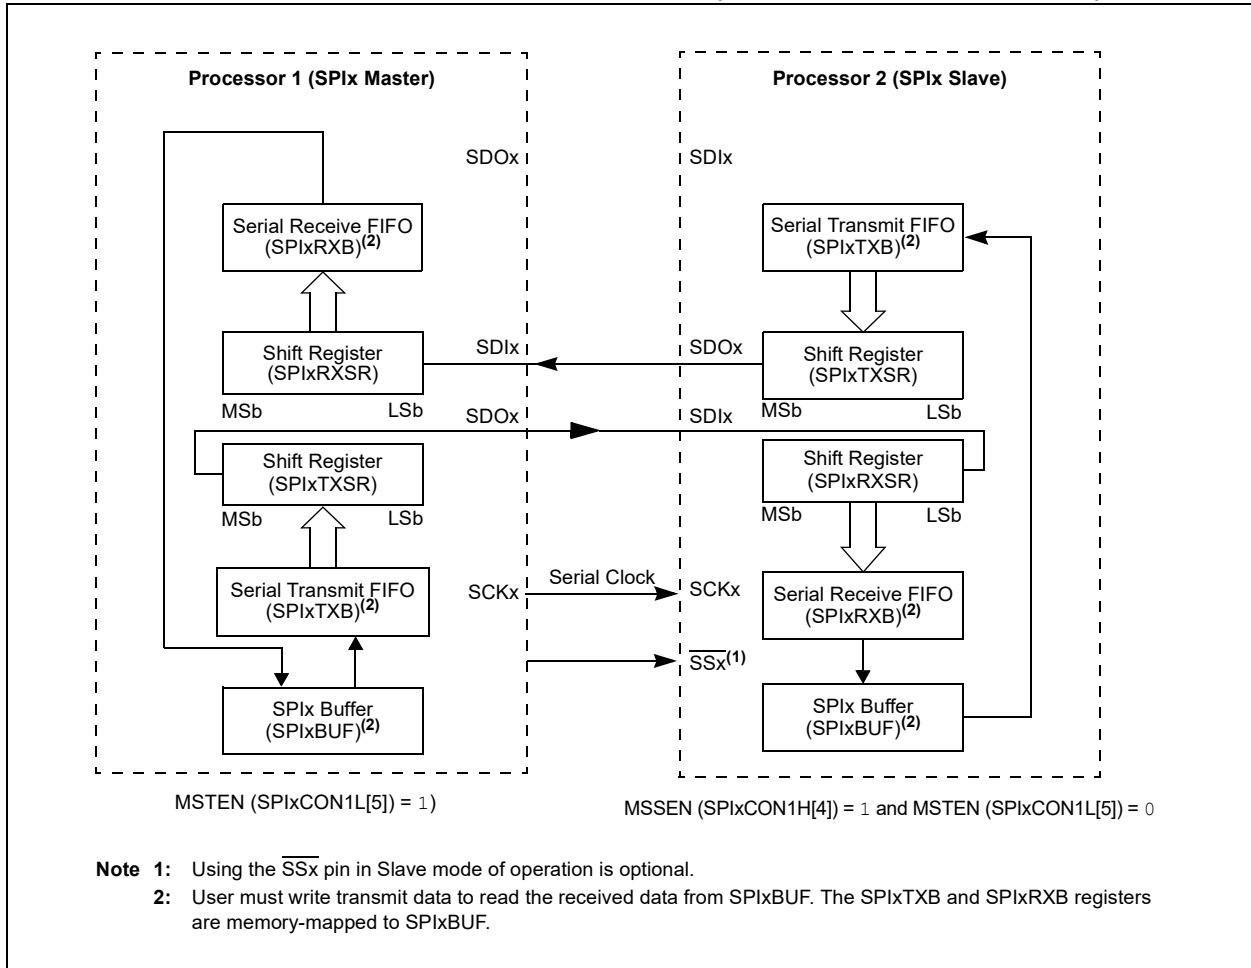 Processor 1 (SPIx Master)
Processor 2 (SPIx Slave)
SDOx
SDIx
Serial Receive FIFO
(SPIxRXB)(2)
Serial Transmit FIFO
(SPIxTXB)(2)
Shift Register
(SPIxRXSR)
SDIx
SDOx
Shift Register
(SPIxTXSR)
MSb
LSb
MSb
LSb
SDOx
SDIx
Shift Register
(SPIxTXSR)
Shift Register
(SPIxRXSR)
MSb
LSb
MSb
LSb
Serial Transmit FIFO
(SPIxTXB)(2)
SCKx
Serial Clock
SCKx
Serial Receive FIFO
(SPIxRXB)(2)
SSx(1)
SPIx Buffer
(SPIxBUF)(2)
SPIx Buffer
(SPIxBUF)(2)
MSTEN (SPIxCON1L[5]) = 1)
MSSEN (SPIxCON1H[4]) = 1 and MSTEN (SPIxCON1L[5]) = 0
Note 1: Using the SSx pin in Slave mode of operation is optional.
2: User must write transmit data to read the received data from SPIxBUF. The SPIxTXB and SPIxRXB registers
are memory-mapped to SPIxBUF.